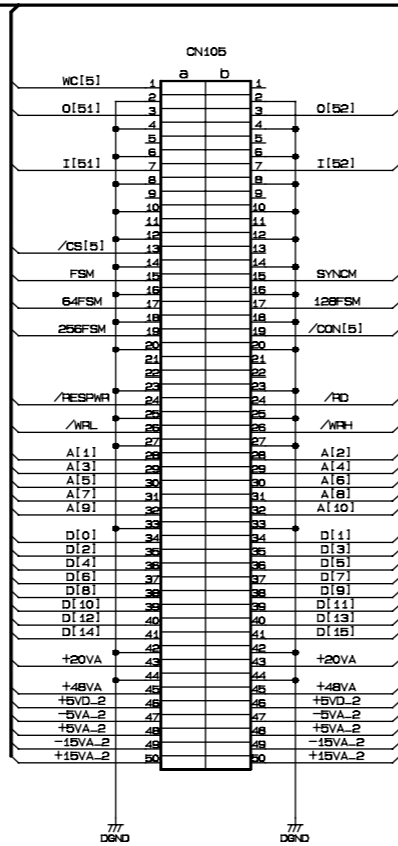 CN105
a b
WC[5] 1 1
2 2
O[51] 3 3 O[52]
4 4
5 5
6 6
I[51] 7 7 I[52]
8 8
9 9
10 10
11 11
12 12
/CS[5] 13 13
14 14
FSM 15 15 SYNCM
16 16
64FSM 17 17 128FSM
18 18
256FSM 19 19 /CON[5]
20 20
21 21
22 22
23 23
/RESPWR 24 24 /RD
25 25
/WRL 26 26 /WRH
27 27
A[1] 28 28 A[2]
A[3] 29 29 A[4]
A[5] 30 30 A[6]
A[7] 31 31 A[8]
A[9] 32 32 A[10]
33 33
D[0] 34 34 D[1]
D[2] 35 35 D[3]
D[4] 36 36 D[5]
D[6] 37 37 D[7]
D[8] 38 38 D[9]
D[10] 39 39 D[11]
D[12] 40 40 D[13]
D[14] 41 41 D[15]
42 42
+20VA 43 43 +20VA
44 44
+48VA 45 45 +48VA
+5VD_2 46 46 +5VD_2
-5VA_2 47 47 -5VA_2
+5VA_2 48 48 +5VA_2
-15VA_2 49 49 -15VA_2
+15VA_2 50 50 +15VA_2
DGND DGND